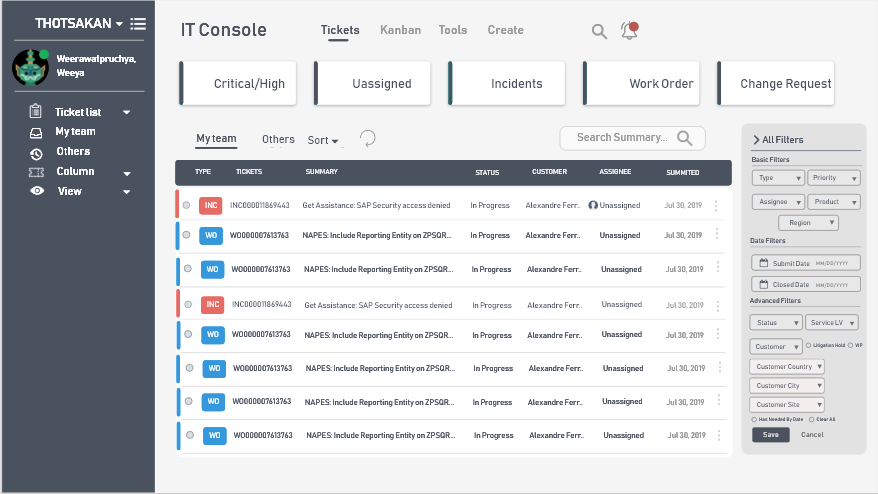 THOTSAKAN
Weerawatpruchya,
Weeya
Ticket list
My team
Others
Column
View
IT Console
Tickets Kanban Tools Create
Critical/High Uassigned Incidents Work Order Change Request
My team Others Sort Search Summary...
TYPE TICKETS SUMMARY STATUS CUSTOMER ASSIGNEE SUMMITED
INC INC000011869443 Get Assistance: SAP Security access denied In Progress Alexandre Ferr.. Unassigned Jul 30, 2019
WO WO0000007613763 NAPES: Include Reporting Entity on ZPSQR... In Progress Alexandre Ferr.. Unassigned Jul 30, 2019
WO WO0000007613763 NAPES: Include Reporting Entity on ZPSQR... In Progress Alexandre Ferr.. Unassigned Jul 30, 2019
INC INC000011869443 Get Assistance: SAP Security access denied In Progress Alexandre Ferr.. Unassigned Jul 30, 2019
WO WO0000007613763 NAPES: Include Reporting Entity on ZPSQR... In Progress Alexandre Ferr.. Unassigned Jul 30, 2019
WO WO0000007613763 NAPES: Include Reporting Entity on ZPSQR... In Progress Alexandre Ferr.. Unassigned Jul 30, 2019
WO WO0000007613763 NAPES: Include Reporting Entity on ZPSQR... In Progress Alexandre Ferr.. Unassigned Jul 30, 2019
WO WO0000007613763 NAPES: Include Reporting Entity on ZPSQR... In Progress Alexandre Ferr.. Unassigned Jul 30, 2019
All Filters
Basic Filters
Type Priority
Assignee Product
Region
Date Filters
Submit Date MM/DD/YYYY
Closed Date MM/DD/YYYY
Advanced Filters
Status Service LV
Customer Litigation Hold VIP
Customer Country
Customer City
Customer Site
Has Needed By Date Clear All
Save Cancel